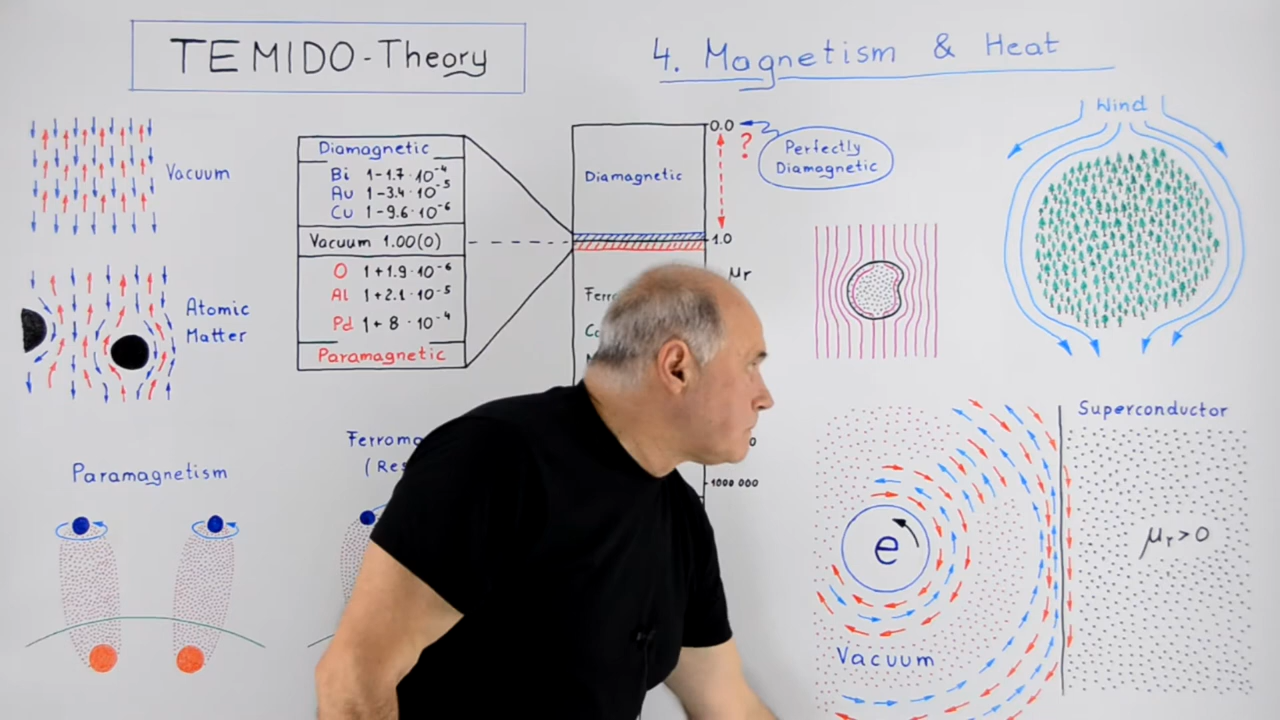 TEMIDO-Theory
4. Magnetism & Heat
Vacuum
Atomic
Matter
Paramagnetism
Diamagnetic
Bi 1-1.7·10⁻⁴
Au 1-3.4·10⁻⁵
Cu 1-9.6·10⁻⁶
Vacuum 1.00(0)
O 1+1.9·10⁻⁶
Al 1+2.1·10⁻⁵
Pd 1+8·10⁻⁴
Paramagnetic
Diamagnetic
0.0
?
1.0
μr
1000 000
Perfectly
Diamagnetic
Wind
e
Vacuum
Superconductor
μr>0